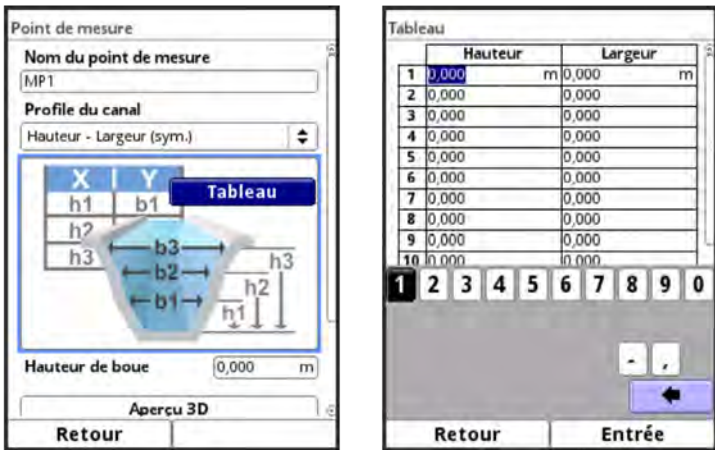 Point de mesure
Nom du point de mesure
MP1
Profile du canal
Hauteur - Largeur (sym.)
X Y
Tableau
h1 b1
h2
h3
b3
b2
b1
h3
h2
h1
Hauteur de boue 0,000 m
Aperçu 3D
Retour
Tableau
Hauteur Largeur
1 0,000 m 0,000 m
2 0,000 0,000
3 0,000 0,000
4 0,000 0,000
5 0,000 0,000
6 0,000 0,000
7 0,000 0,000
8 0,000 0,000
9 0,000 0,000
10 0,000 0,000
1 2 3 4 5 6 7 8 9 0
- ,
Retour Entrée